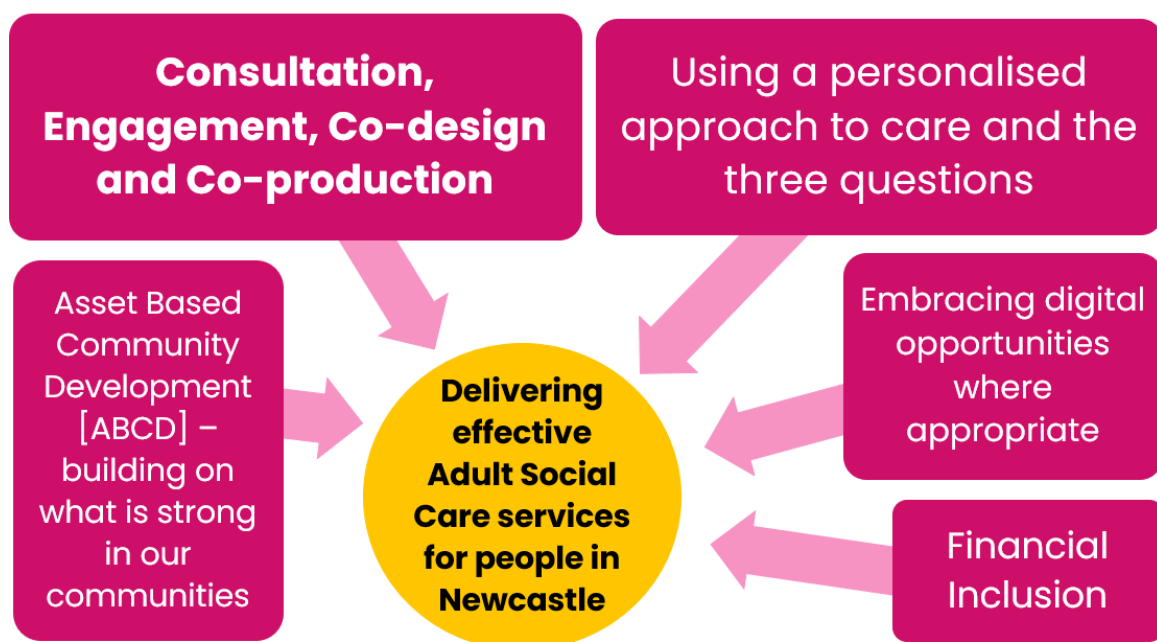 Consultation,
Engagement, Co-design
and Co-production
Using a personalised
approach to care and the
three questions
Asset Based
Community
Development
[ABCD] –
building on
what is strong
in our
communities
Delivering
effective
Adult Social
Care services
for people in
Newcastle
Embracing digital
opportunities
where
appropriate
Financial
Inclusion